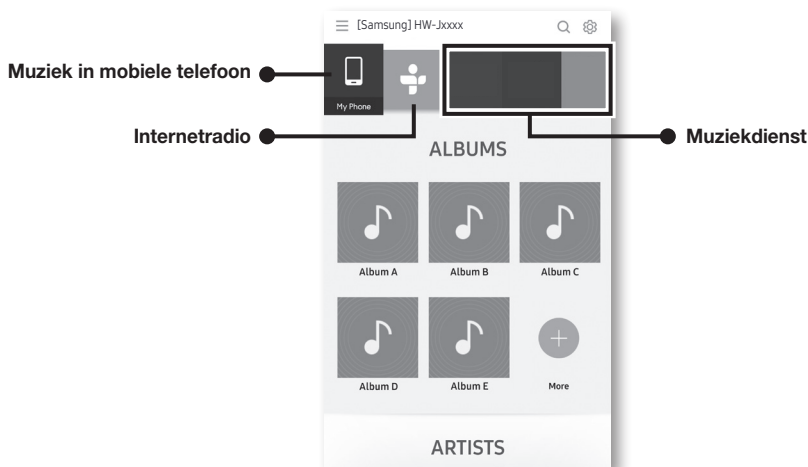 [Samsung] HW-Jxxxx
Muziek in mobiele telefoon
My Phone
Internetradio
Muziekdienst
ALBUMS
Album A Album B Album C
Album D Album E More
ARTISTS